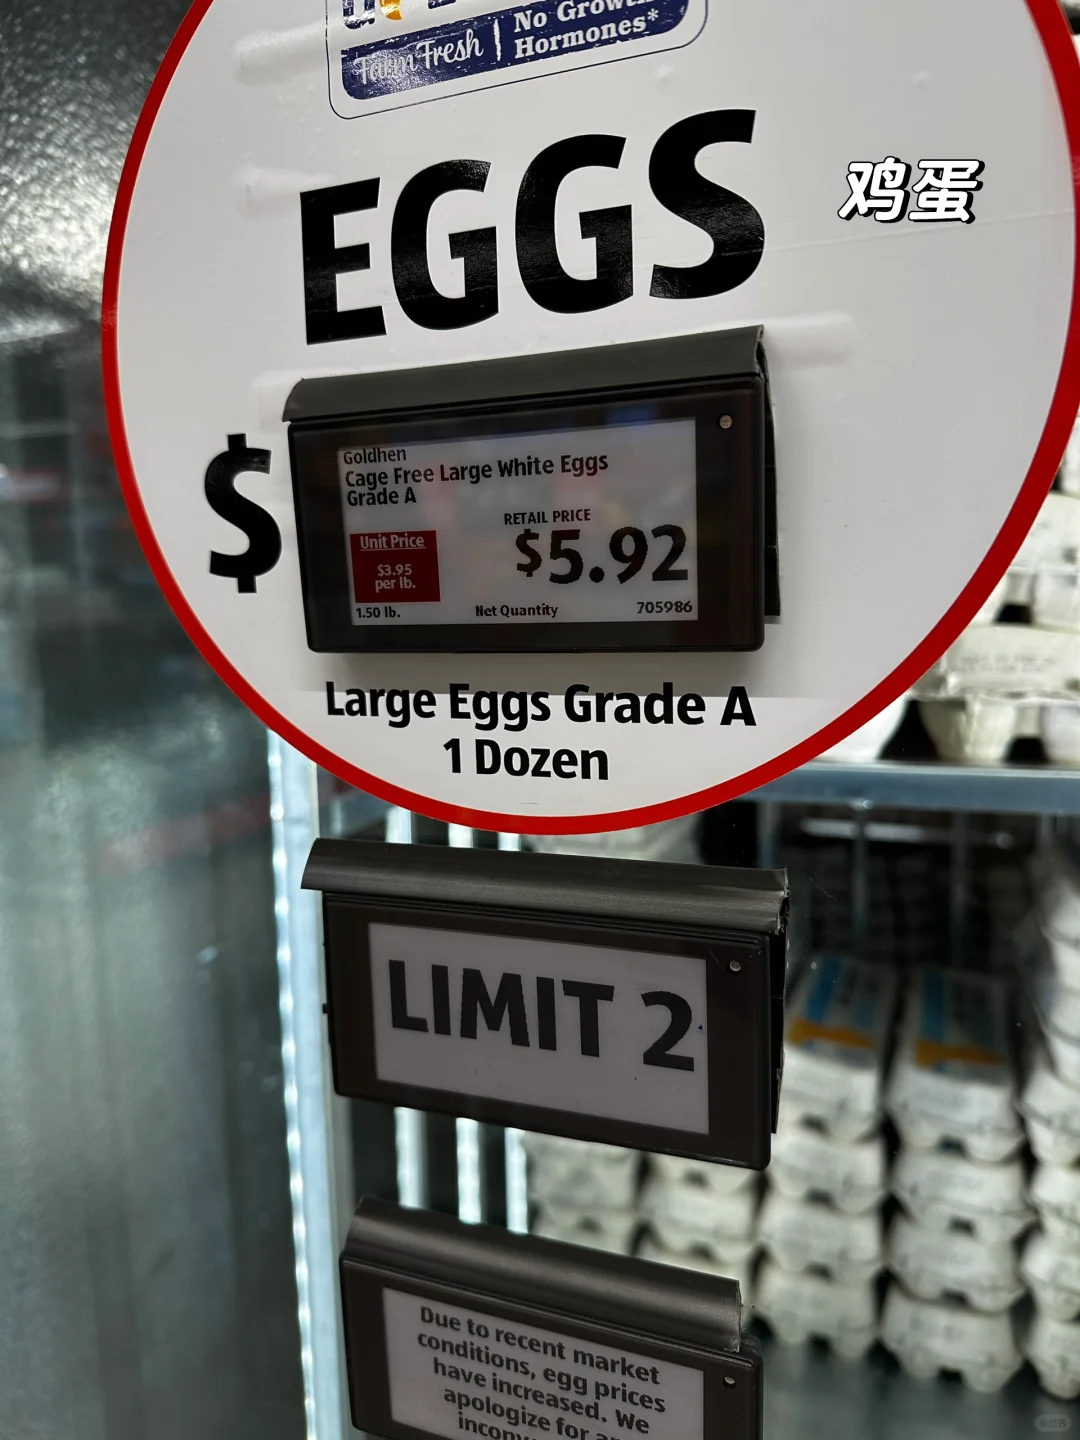 Farm Fresh | No Growth
Hormones*
EGGS
鸡蛋
$
Goldhen
Cage Free Large White Eggs
Grade A
RETAIL PRICE
$5.92
Unit Price
$3.95
per lb.
1.50 lb.
Net Quantity
705986
Large Eggs Grade A
1 Dozen
LIMIT 2
Due to recent market
conditions, egg prices
have increased. We
apologize for